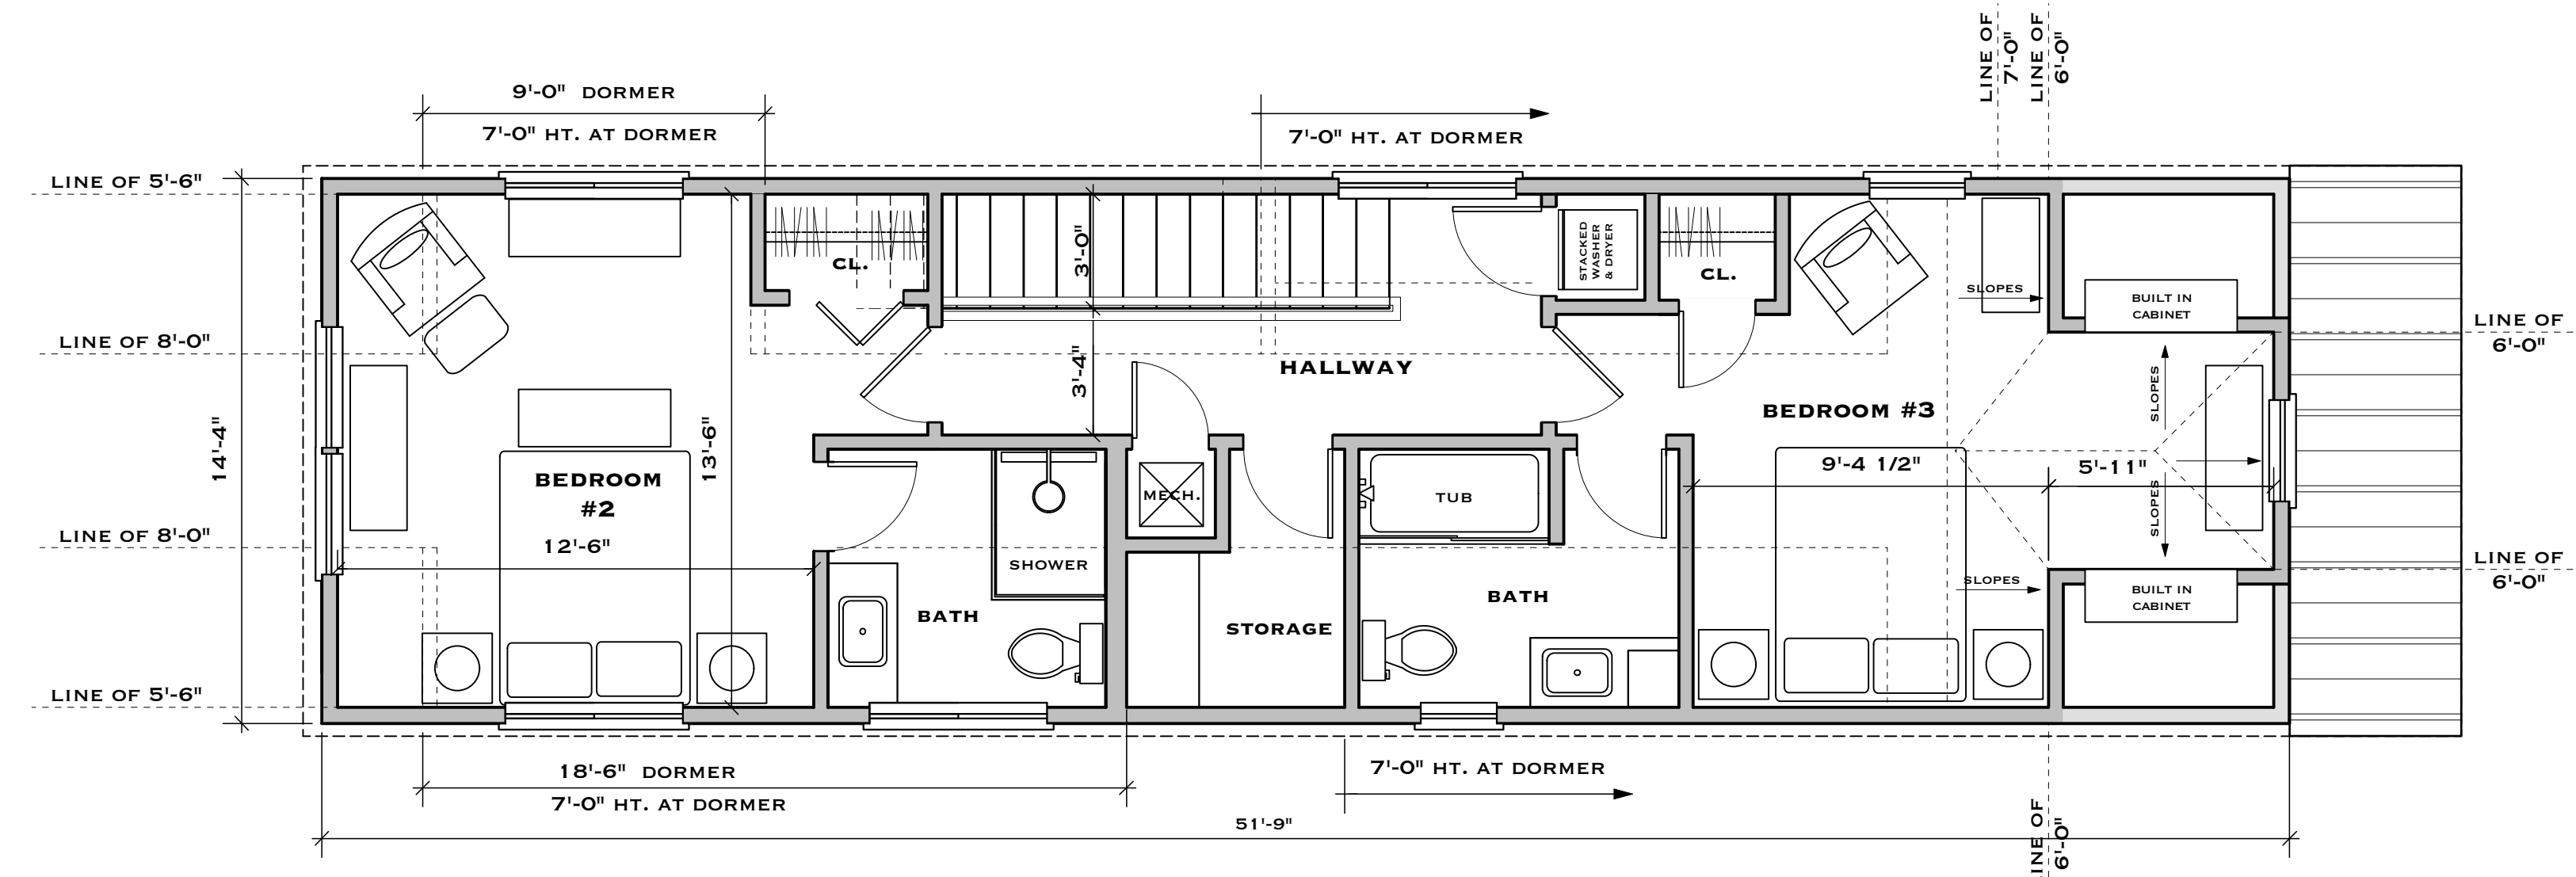 LINE OF
7'-0"
LINE OF
6'-0"
9'-0" DORMER
7'-0" HT. AT DORMER
7'-0" HT. AT DORMER
LINE OF 5'-6"
LINE OF 8'-0"
14'-4"
LINE OF 8'-0"
LINE OF 5'-6"
CL.
3'-0"
3'-4"
STACKED
WASHER
& DRYER
CL.
SLOPES
BUILT IN
CABINET
LINE OF
6'-0"
HALLWAY
BEDROOM #3
SLOPES
13'-6"
BEDROOM
#2
12'-6"
MECH.
TUB
9'-4 1/2"
5'-11"
SLOPES
SHOWER
BATH
STORAGE
BATH
SLOPES
BUILT IN
CABINET
LINE OF
6'-0"
18'-6" DORMER
7'-0" HT. AT DORMER
7'-0" HT. AT DORMER
51'-9"
LINE OF
6'-0"